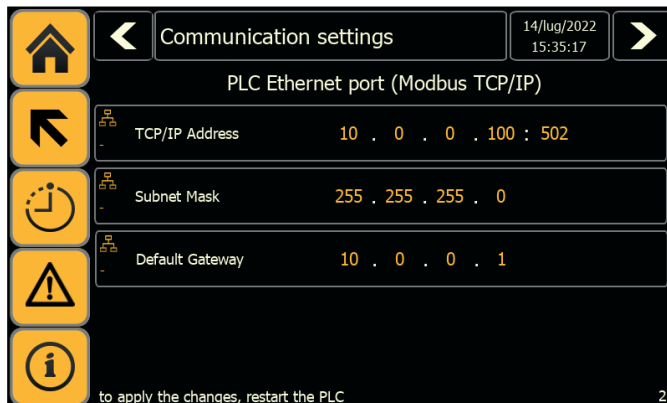 Communication settings
14/lug/2022
15:35:17
PLC Ethernet port (Modbus TCP/IP)
TCP/IP Address 10 . 0 . 0 . 100 : 502
-
Subnet Mask 255 . 255 . 255 . 0
-
Default Gateway 10 . 0 . 0 . 1
-
to apply the changes, restart the PLC 2